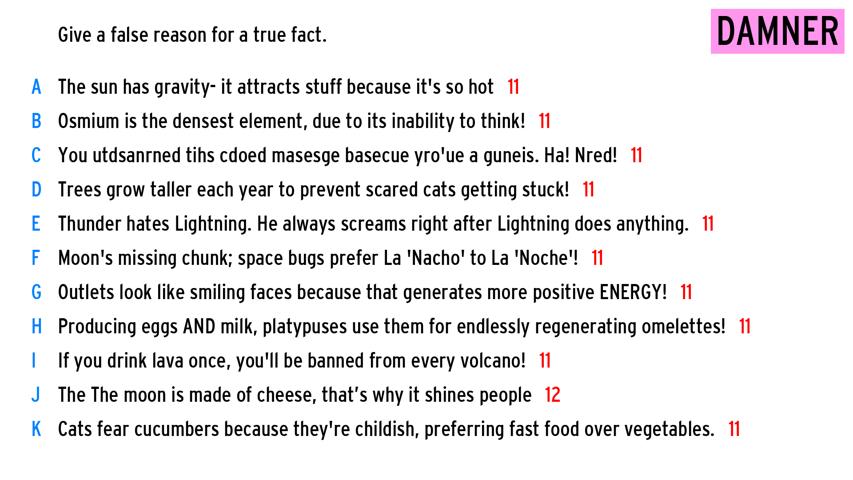 DAMNER
Give a false reason for a true fact.
A The sun has gravity- it attracts stuff because it's so hot 11
B Osmium is the densest element, due to its inability to think! 11
C You utdsanrned tihs cdoed masesge basecue yro'ue a guneis. Ha! Nred! 11
D Trees grow taller each year to prevent scared cats getting stuck! 11
E Thunder hates Lightning. He always screams right after Lightning does anything. 11
F Moon's missing chunk; space bugs prefer La 'Nacho' to La 'Noche'! 11
G Outlets look like smiling faces because that generates more positive ENERGY! 11
H Producing eggs AND milk, platypuses use them for endlessly regenerating omelettes! 11
I If you drink lava once, you'll be banned from every volcano! 11
J The The moon is made of cheese, that’s why it shines people 12
K Cats fear cucumbers because they're childish, preferring fast food over vegetables. 11